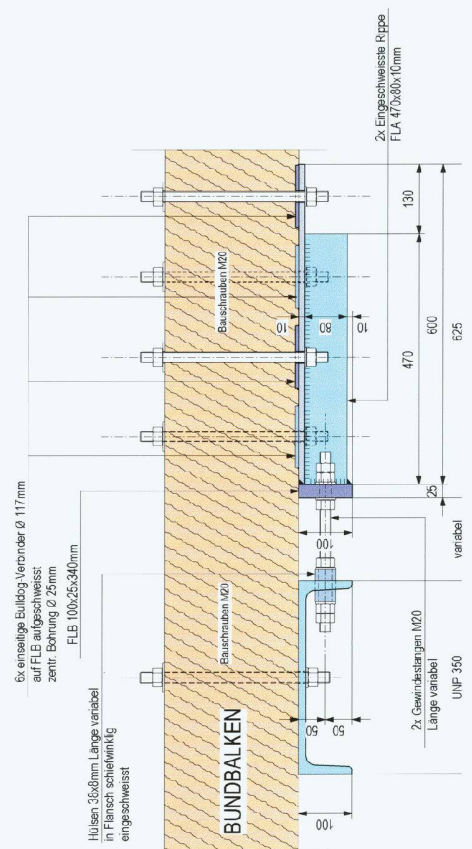 6x einseitige Bulldog-Verbinder Ø 117mm
auf FLB aufgeschweisst
zentr. Bohrung Ø 25mm
FLB 100x25x340mm
Hülsen 36x8mm Länge variabel
in Flansch schiefwinklig
eingeschweisst
BUNDBALKEN
Bauschrauben M20
Bauschrauben M20
2x Eingeschweisste Rippe
FLA 470x80x10mm
10
80
10
130
470
600
625
25
100
variabel
50
50
100
2x Gewindestangen M20
Länge variabel
UNP 350